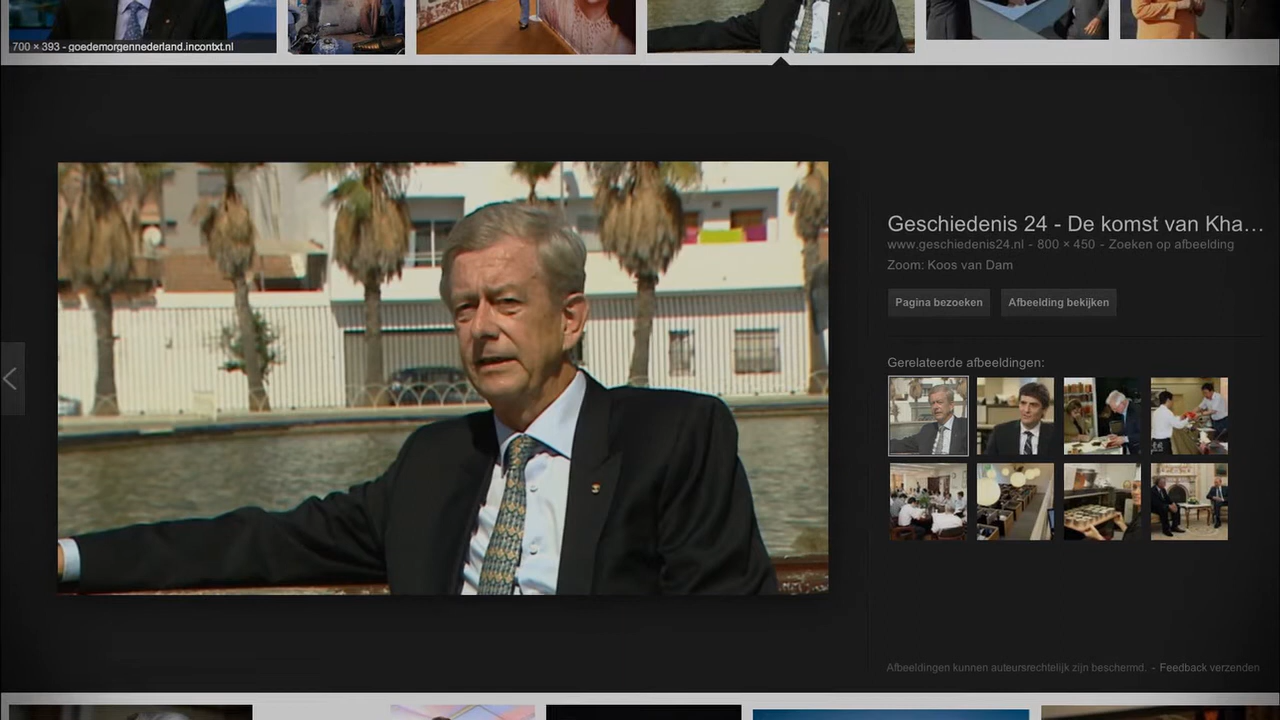 700 × 393 - goedemorgennederland.incontxt.nl
Geschiedenis 24 - De komst van Kha…
www.geschiedenis24.nl - 800 × 450 - Zoeken op afbeelding
Zoom: Koos van Dam
Pagina bezoeken
Afbeelding bekijken
Gerelateerde afbeeldingen:
Afbeeldingen kunnen auteursrechtelijk zijn beschermd. - Feedback verzenden